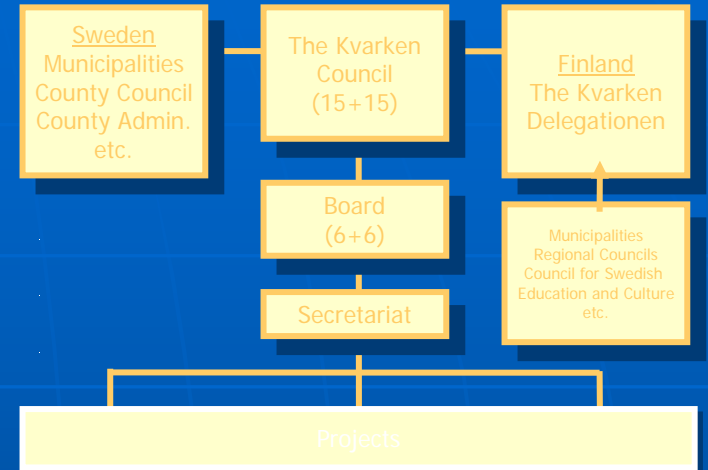 Sweden
Municipalities
County Council
County Admin.
etc.
The Kvarken
Council
(15+15)
Finland
The Kvarken
Delegationen
Board
(6+6)
Municipalities
Regional Councils
Council for Swedish
Education and Culture
etc.
Secretariat
Projects